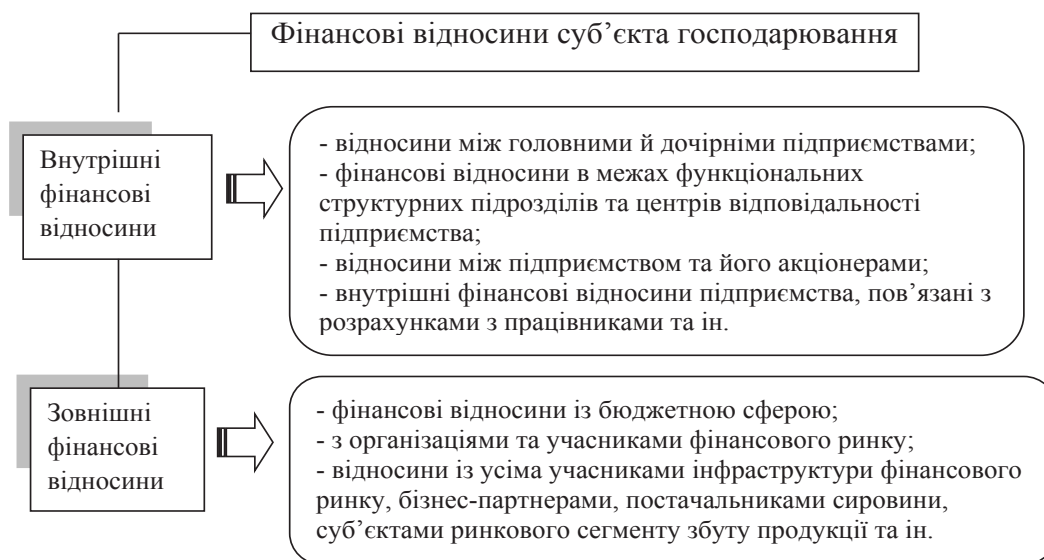 Фінансові відносини суб’єкта господарювання
Внутрішні
фінансові
відносини
- відносини між головними й дочірніми підприємствами;
- фінансові відносини в межах функціональних
структурних підрозділів та центрів відповідальності
підприємства;
- відносини між підприємством та його акціонерами;
- внутрішні фінансові відносини підприємства, пов’язані з
розрахунками з працівниками та ін.
Зовнішні
фінансові
відносини
- фінансові відносини із бюджетною сферою;
- з організаціями та учасниками фінансового ринку;
- відносини із усіма учасниками інфраструктури фінансового
ринку, бізнес-партнерами, постачальниками сировини,
суб’єктами ринкового сегменту збуту продукції та ін.